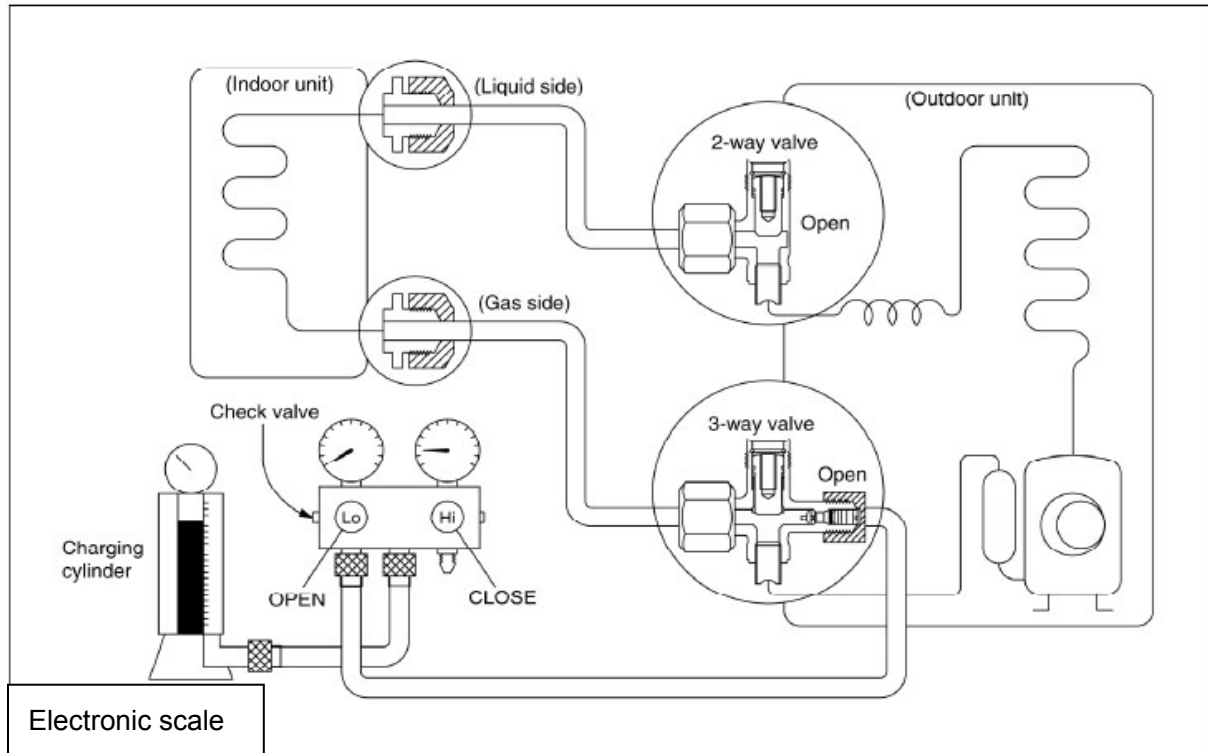 (Indoor unit)
(Liquid side)
(Outdoor unit)
2-way valve
Open
(Gas side)
Check valve
3-way valve
Open
Lo
Hi
Charging
cylinder
OPEN
CLOSE
Electronic scale